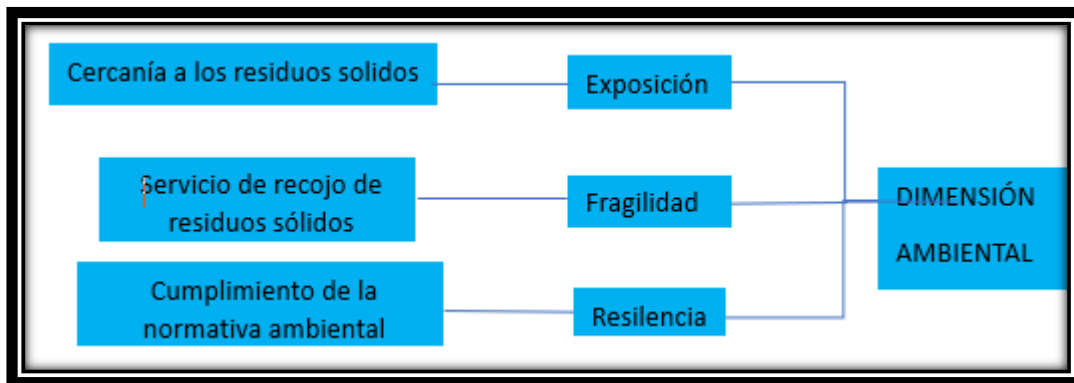 Cercanía a los residuos solidos
Exposición
Servicio de recojo de
residuos sólidos
Fragilidad
Cumplimiento de la
normativa ambiental
Resilencia
DIMENSIÓN
AMBIENTAL